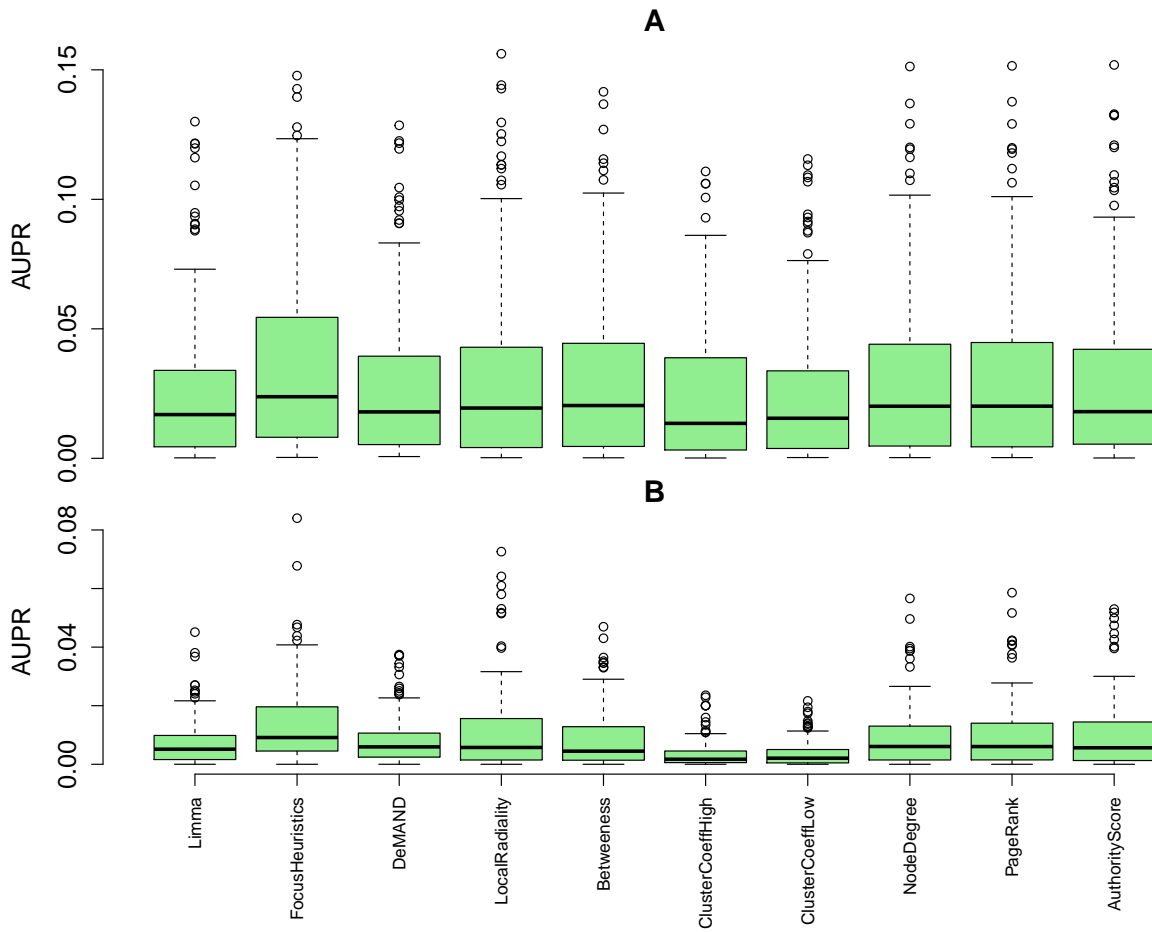 A
AUPR
0.15
0.10
0.05
0.00
B
AUPR
0.08
0.04
0.00
Limma
FocusHeuristics
DeMAND
LocalRadiality
Betweeness
ClusterCoeffHigh
ClusterCoeffLow
NodeDegree
PageRank
AuthorityScore